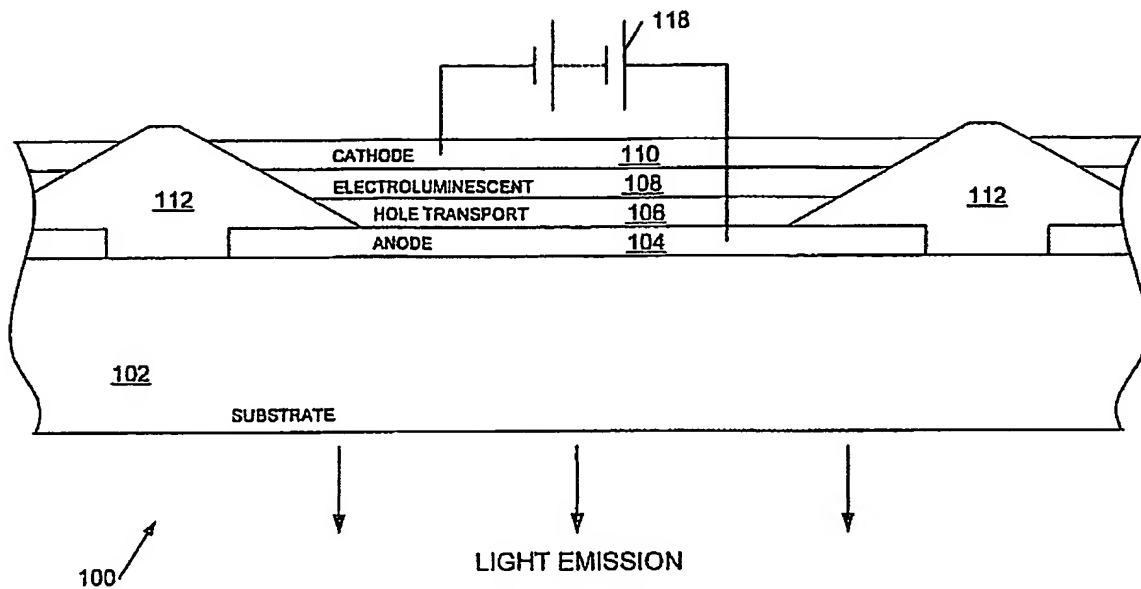 118
CATHODE 110
ELECTROLUMINESCENT 108
112 HOLE TRANSPORT 106 112
ANODE 104
102
SUBSTRATE
LIGHT EMISSION
100